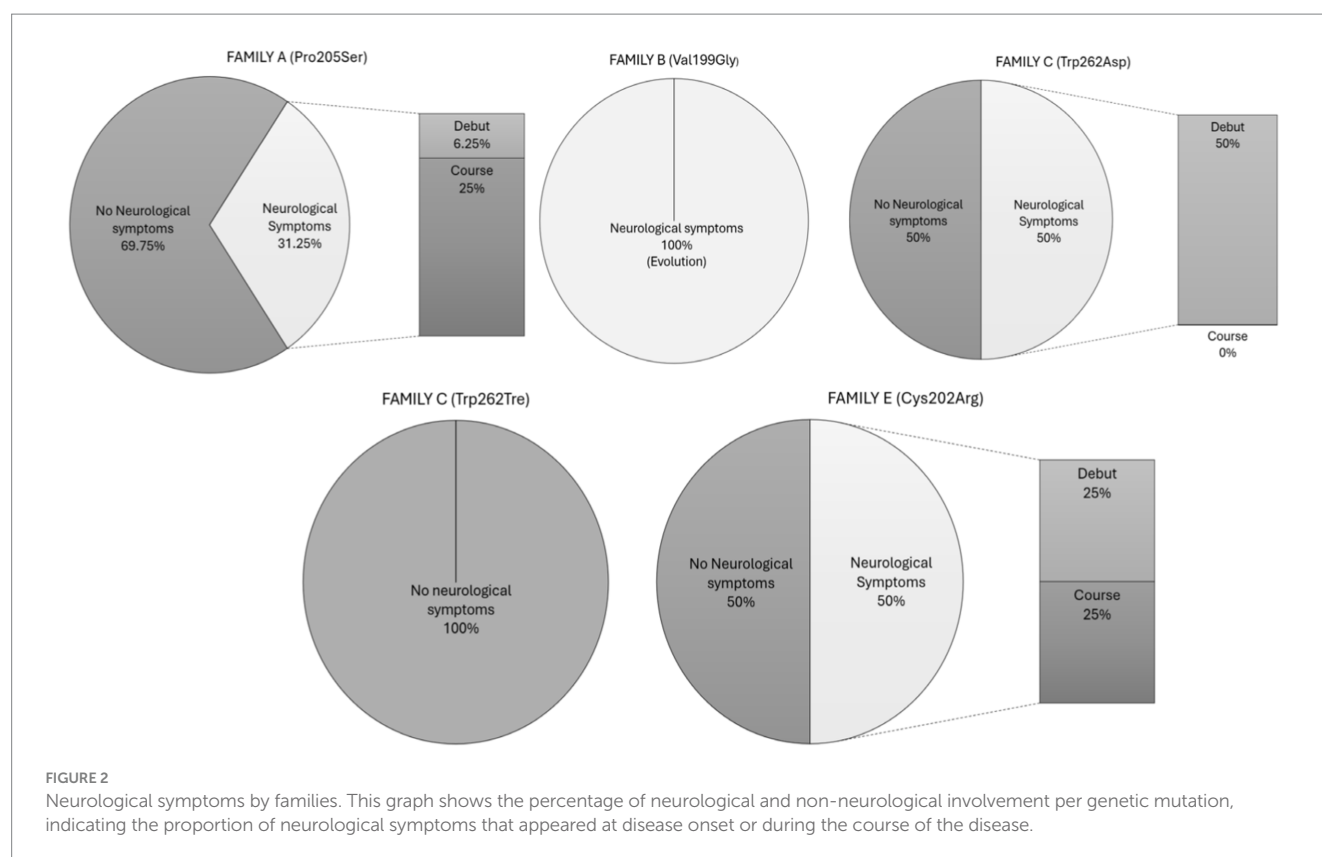 FAMILY A (Pro205Ser)
No Neurological
symptoms
69.75%
Neurological
Symptoms
31.25%
Debut
6.25%
Course
25%
FAMILY B (Val199Gly)
Neurological symptoms
100%
(Evolution)
FAMILY C (Trp262Asp)
No Neurological
symptoms
50%
Neurological
Symptoms
50%
Debut
50%
Course
0%
FAMILY C (Trp262Tre)
No neurological
symptoms
100%
FAMILY E (Cys202Arg)
No Neurological
symptoms
50%
Neurological
Symptoms
50%
Debut
25%
Course
25%
FIGURE 2
Neurological symptoms by families. This graph shows the percentage of neurological and non-neurological involvement per genetic mutation,
indicating the proportion of neurological symptoms that appeared at disease onset or during the course of the disease.